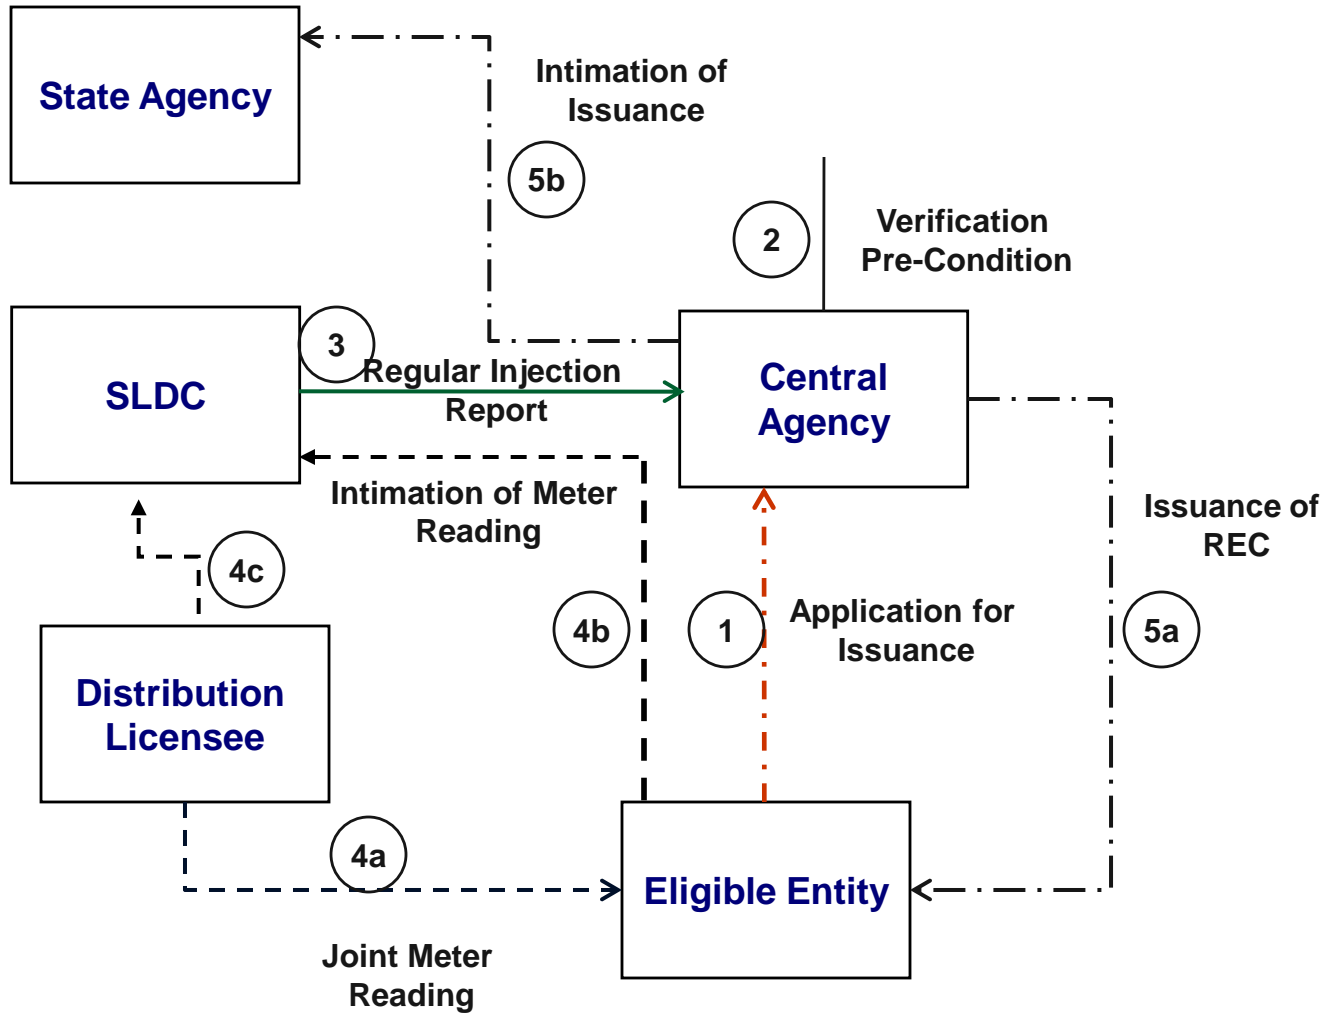 State Agency
Intimation of
Issuance
5b
2
Verification
Pre-Condition
3
SLDC
Regular Injection
Report
Central
Agency
Intimation of Meter
Reading
Issuance of
REC
4c
4b
1
Application for
Issuance
5a
Distribution
Licensee
4a
Eligible Entity
Joint Meter
Reading